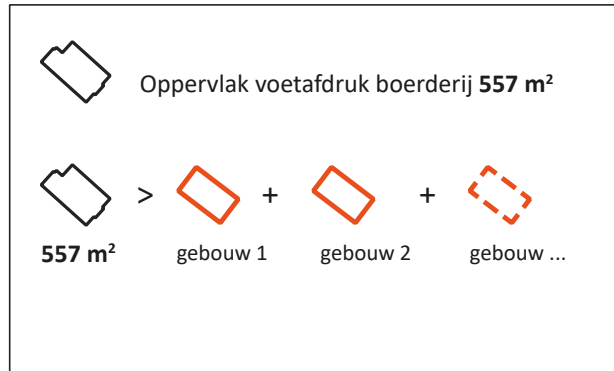 Oppervlak voetafdruk boerderij 557 m²
> + +
557 m² gebouw 1 gebouw 2 gebouw ...